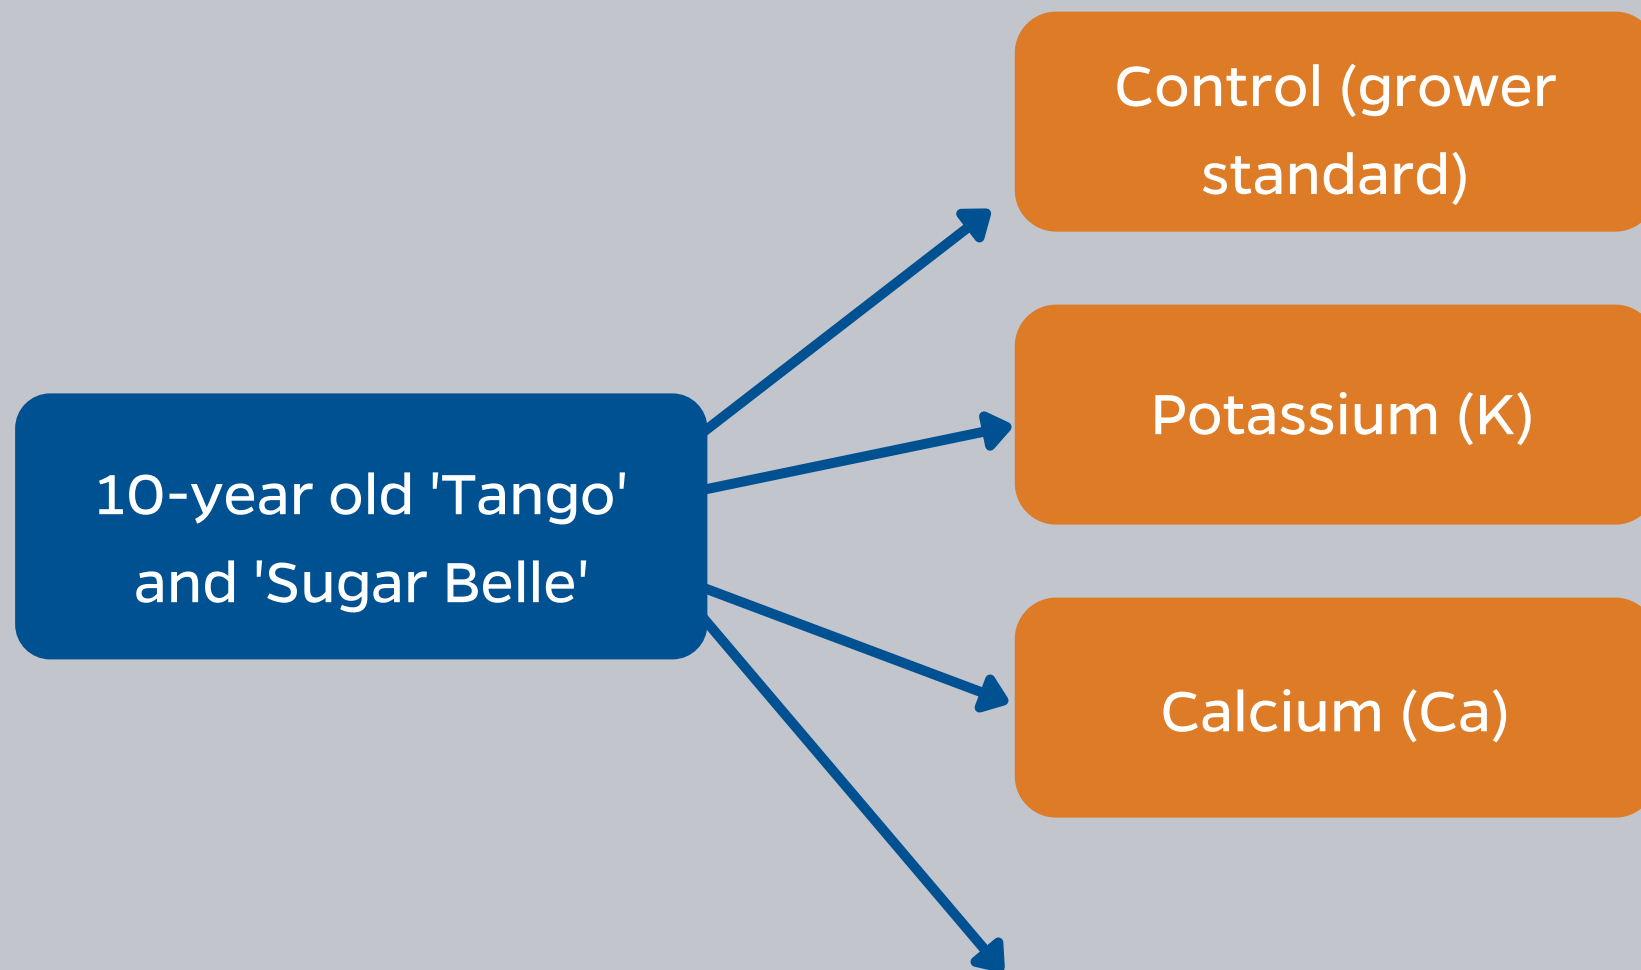 Control (grower
standard)
Potassium (K)
10-year old 'Tango'
and 'Sugar Belle'
Calcium (Ca)